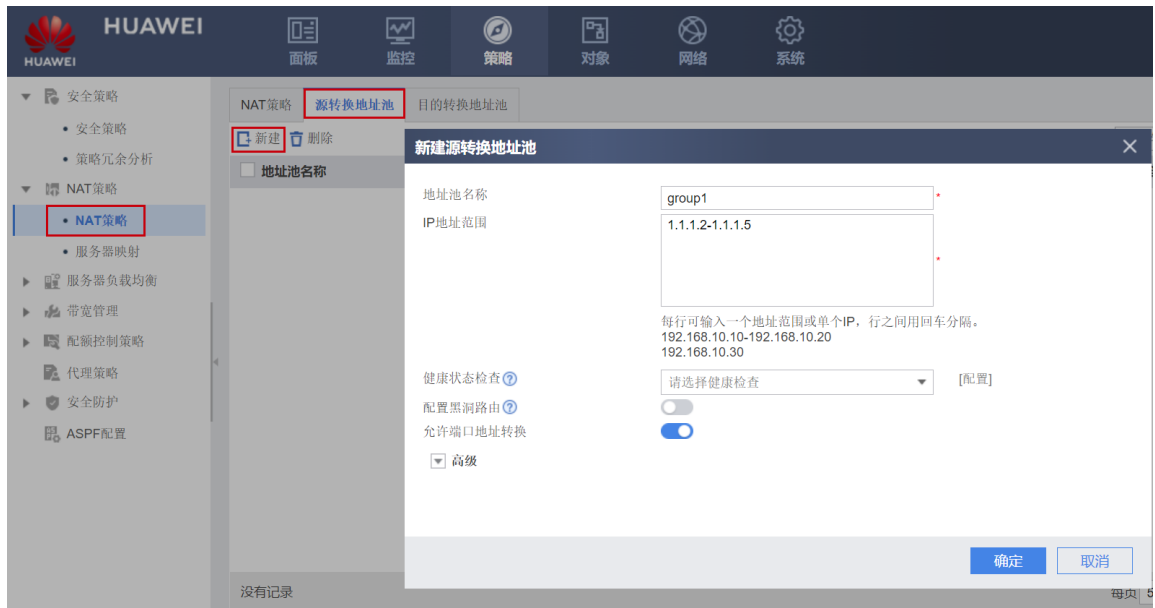 HUAWEI
HUAWEI
面板
监控
策略
对象
网络
系统
安全策略
安全策略
策略冗余分析
NAT策略
NAT策略
服务器映射
服务器负载均衡
带宽管理
配额控制策略
代理策略
安全防护
ASPF配置
NAT策略
源转换地址池
目的转换地址池
新建
删除
地址池名称
没有记录
每页 5
新建源转换地址池
地址池名称
group1
*
IP地址范围
1.1.1.2-1.1.1.5
*
每行可输入一个地址范围或单个IP，行之间用回车分隔。
192.168.10.10-192.168.10.20
192.168.10.30
健康状态检查
请选择健康检查
[配置]
配置黑洞路由
允许端口地址转换
高级
确定
取消